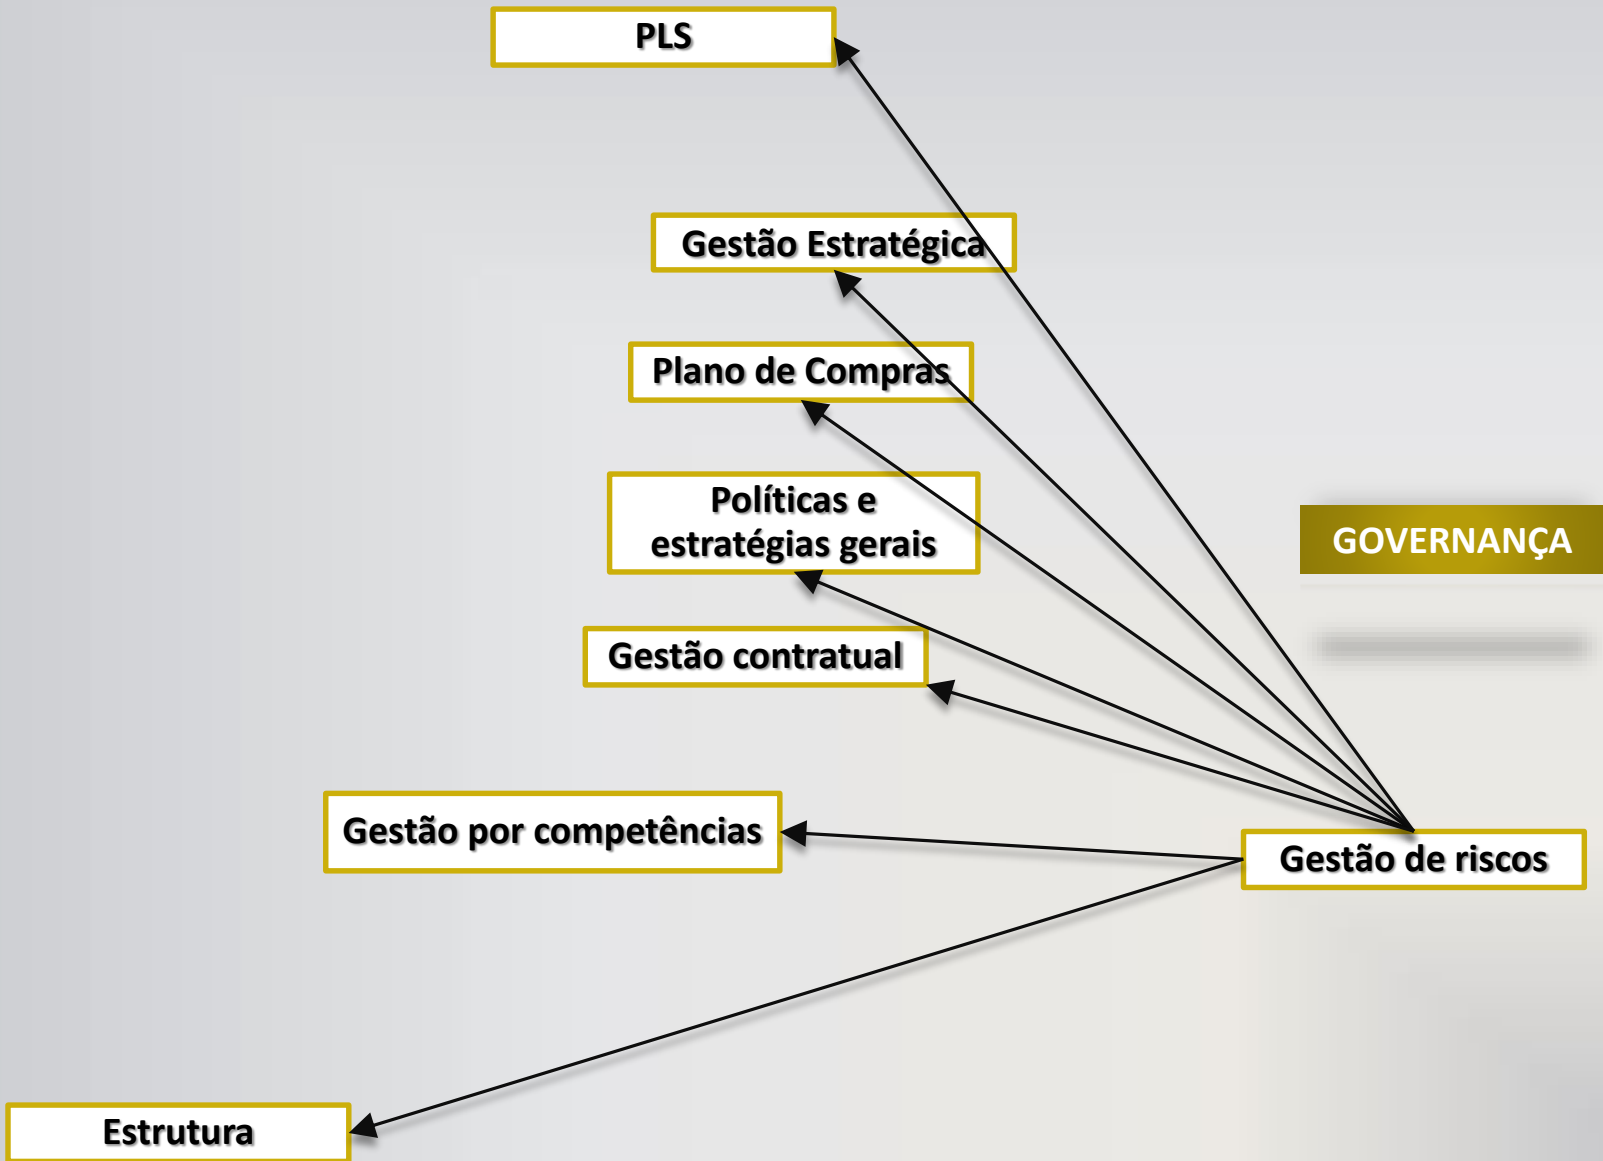 PLS
Gestão Estratégica
Plano de Compras
Políticas e
estratégias gerais
GOVERNANÇA
Gestão contratual
Gestão por competências
Gestão de riscos
Estrutura